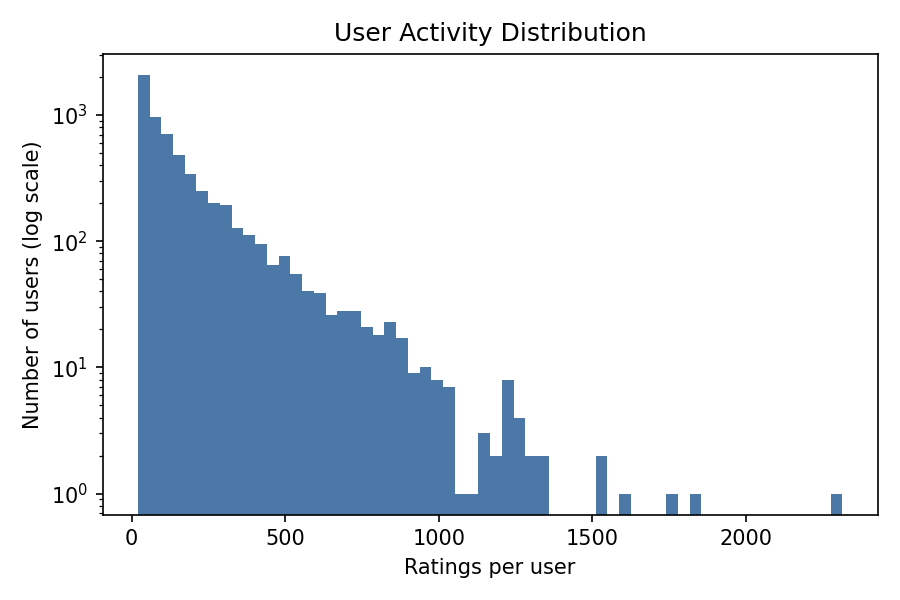 User Activity Distribution
Number of users (log scale)
10³
10²
10¹
10⁰
0 500 1000 1500 2000
Ratings per user